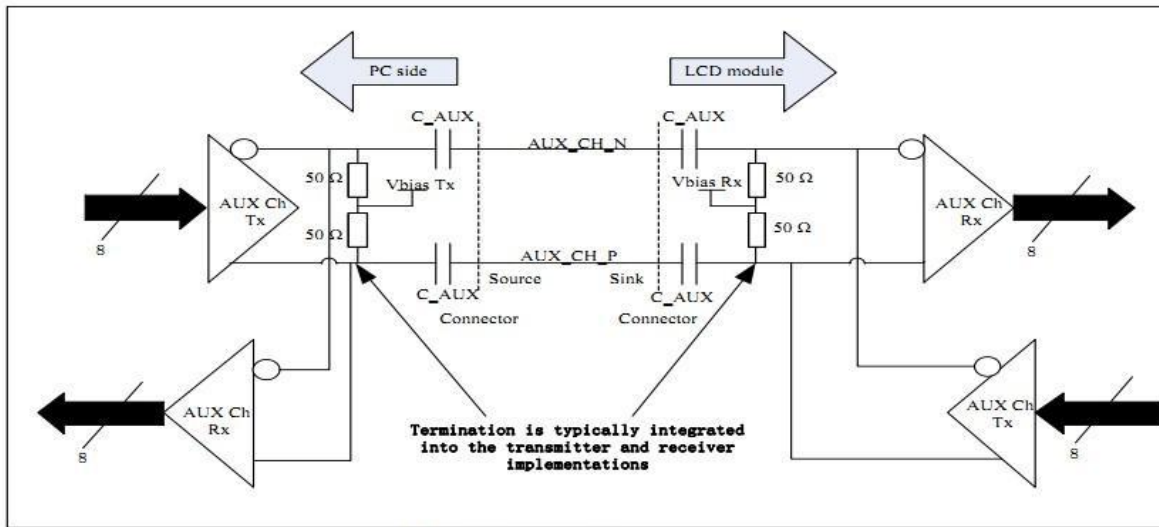 PC side
LCD module
C_AUX
C_AUX
AUX_CH_N
50 Ω
Vbias Tx
Vbias Rx
50 Ω
AUX Ch
Tx
AUX Ch
Rx
8
50 Ω
50 Ω
8
AUX_CH_P
Source
Sink
C_AUX
C_AUX
Connector
Connector
AUX Ch
Rx
AUX Ch
Tx
8
8
Termination is typically integrated
into the transmitter and receiver
implementations